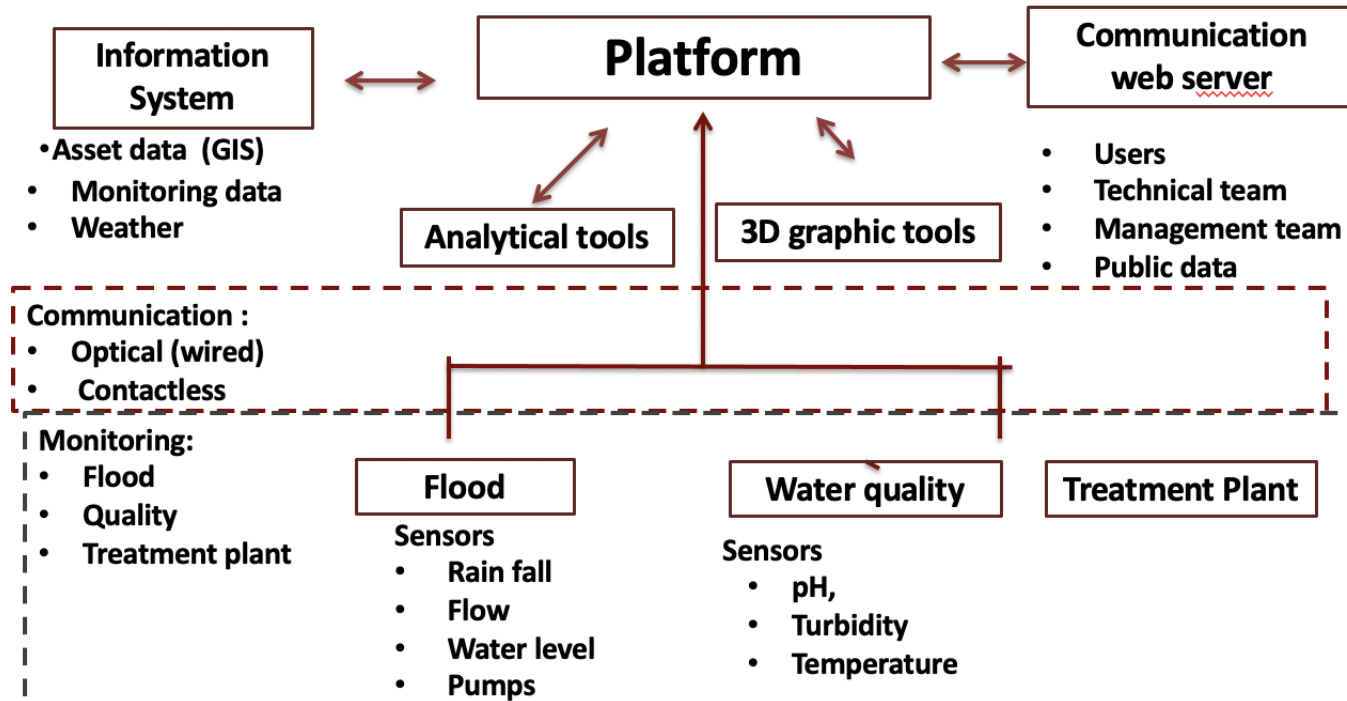 Information
System
Platform
Communication
web server
•Asset data (GIS)
• Monitoring data
• Weather
Analytical tools
3D graphic tools
• Users
• Technical team
• Management team
• Public data
Communication :
• Optical (wired)
• Contactless
Monitoring:
• Flood
• Quality
• Treatment plant
Flood
Sensors
• Rain fall
• Flow
• Water level
• Pumps
Water quality
Sensors
• pH,
• Turbidity
• Temperature
Treatment Plant